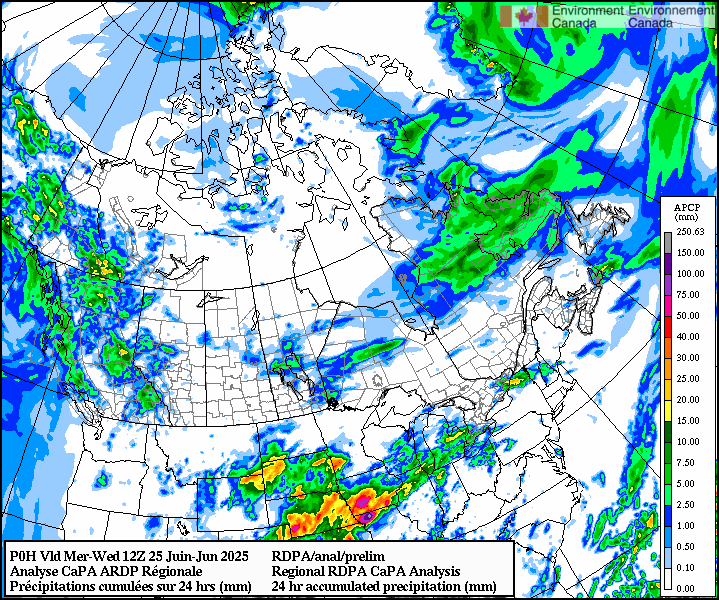 Environment Environnement
Canada Canada
APCP
(mm)
250.63
150.00
100.00
75.00
50.00
40.00
30.00
25.00
20.00
15.00
10.00
7.50
5.00
2.50
1.00
0.50
0.10
0.00
P0H Vld Mer-Wed 12Z 25 Juin-Jun 2025 RDPA/anal/prelim
Analyse CaPA ARDP Régionale Regional RDPA CaPA Analysis
Précipitations cumulées sur 24 hrs (mm) 24 hr accumulated precipitation (mm)